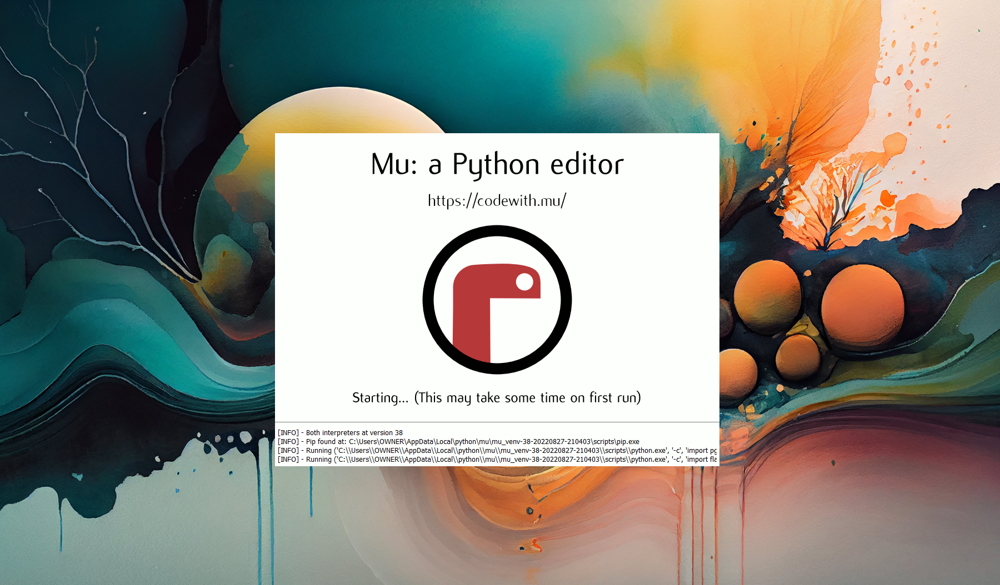 Mu: a Python editor
https://codewith.mu/
Starting... (This may take some time on first run)
[INFO] - Both interpreters at version 38
[INFO] - Pip found at: C:\Users\OWNER\AppData\Local\python\mu\mu_venv-38-20220827-210403\scripts\pip.exe
[INFO] - Running ('C:\\Users\\OWNER\\AppData\\Local\\python\\mu\\mu_venv-38-20220827-210403\\scripts\\python.exe', '-c', 'import pg
[INFO] - Running ('C:\\Users\\OWNER\\AppData\\Local\\python\\mu\\mu_venv-38-20220827-210403\\scripts\\python.exe', '-c', 'import fla